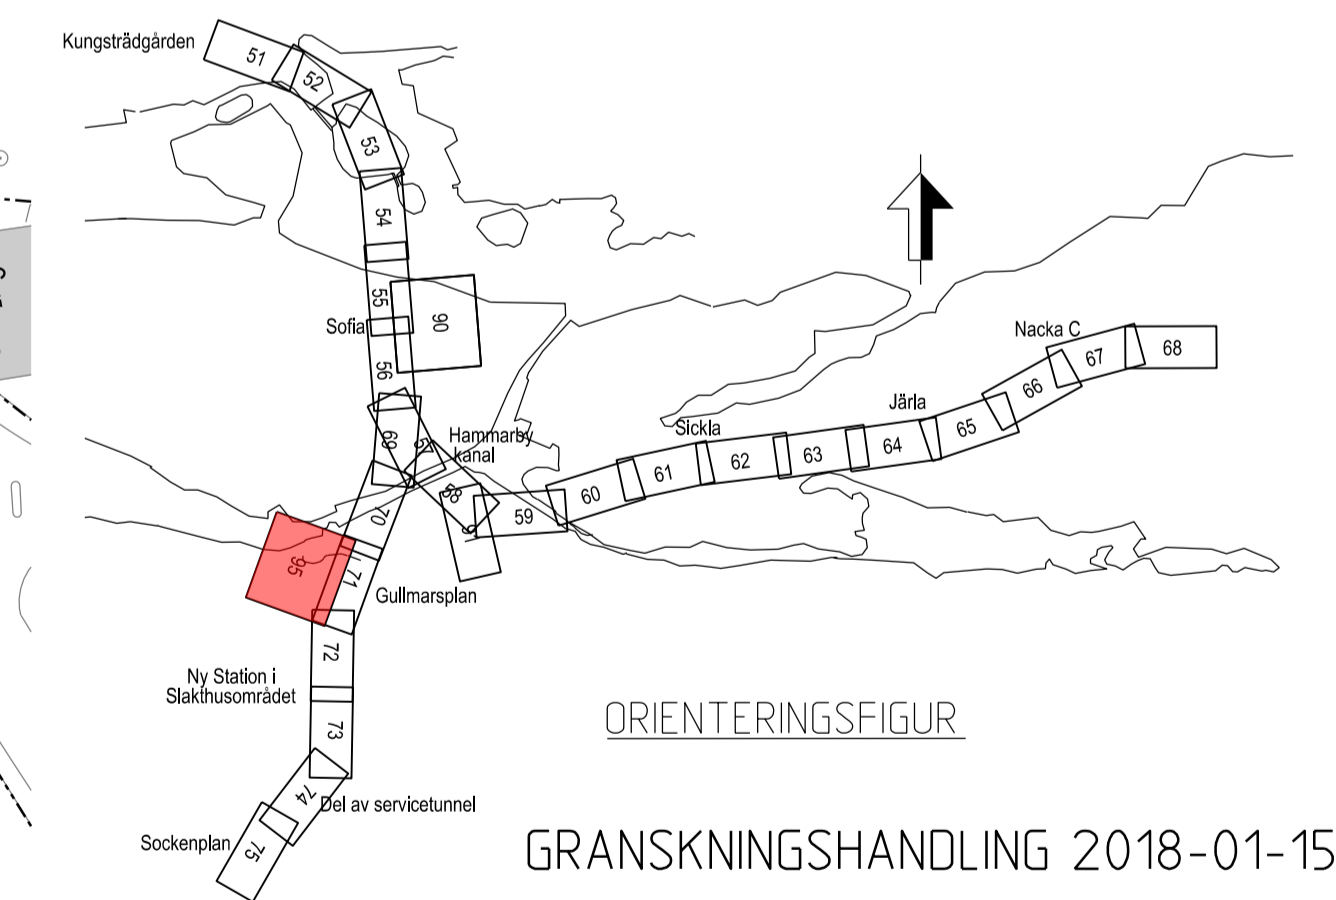 Kungsträdgården
51
52
53
54
55
90
Sofia
56
Nacka C
67
68
66
Järla
65
64
Sickla
63
62
61
60
59
69
57
Hammarby
kanal
58
70
95
71
Gullmarsplan
72
Ny Station i
Slakthusområdet
73
74
Del av servicetunnel
Sockenplan
75
ORIENTERINGSFIGUR
GRANSKNINGSHANDLING 2018-01-15